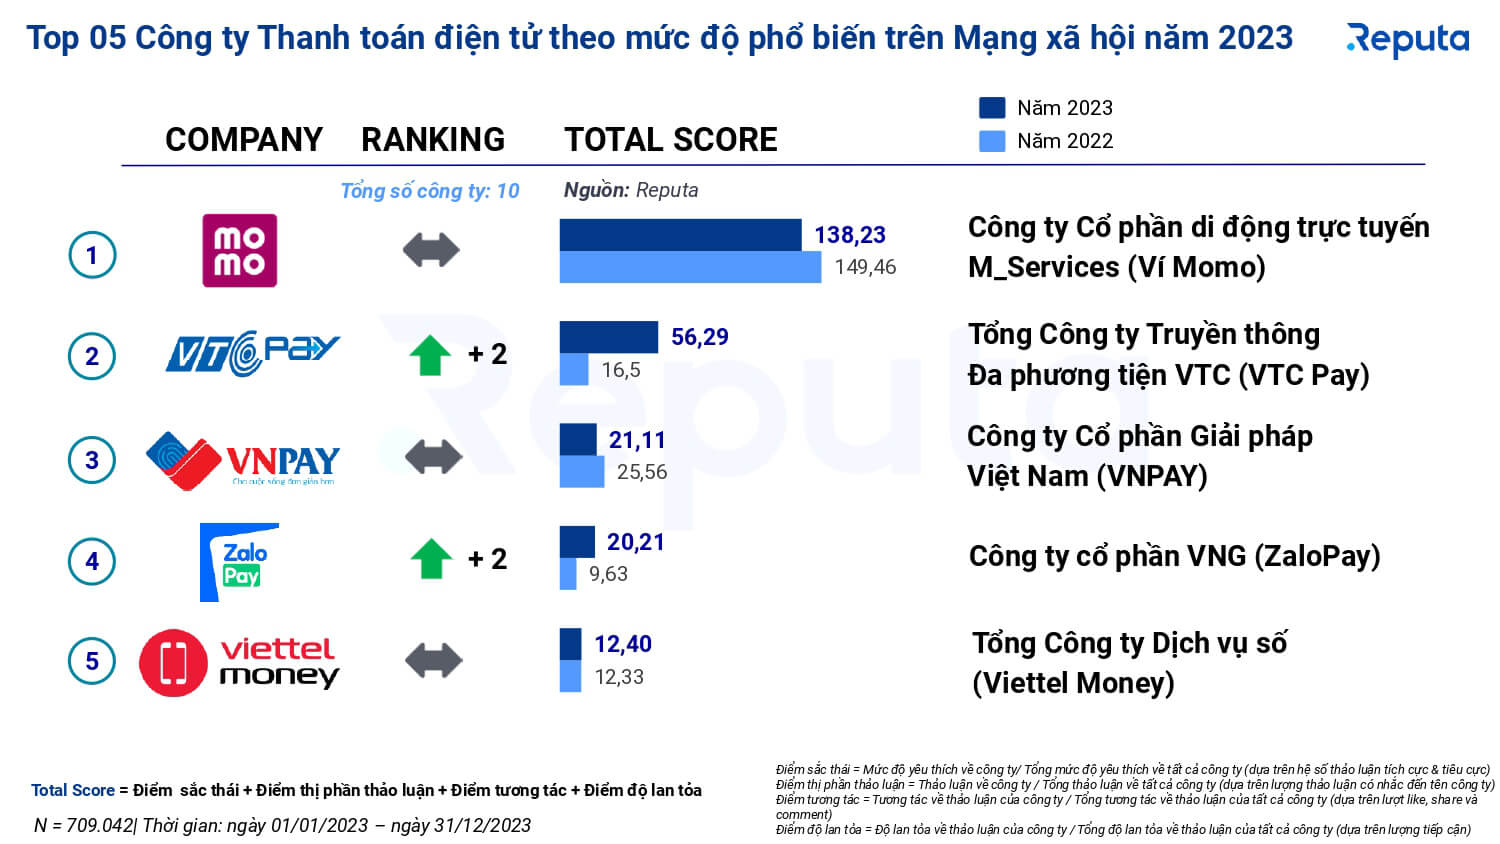 Top 05 Công ty Thanh toán điện tử theo mức độ phổ biến trên Mạng xã hội năm 2023
Reputa
Năm 2023
Năm 2022
COMPANY RANKING TOTAL SCORE
Tổng số công ty: 10
Nguồn: Reputa
1
mo
mo
138,23
149,46
Công ty Cổ phần di động trực tuyến
M_Services (Ví Momo)
2
VTC Pay
+ 2
56,29
16,5
Tổng Công ty Truyền thông
Đa phương tiện VTC (VTC Pay)
3
VNPAY
Cho cuộc sống đơn giản hơn
21,11
25,56
Công ty Cổ phần Giải pháp
Việt Nam (VNPAY)
4
Zalo
Pay
+ 2
20,21
9,63
Công ty cổ phần VNG (ZaloPay)
5
viettel
money
12,40
12,33
Tổng Công ty Dịch vụ số
(Viettel Money)
Reputa
Total Score = Điểm sắc thái + Điểm thị phần thảo luận + Điểm tương tác + Điểm độ lan tỏa
N = 709.042| Thời gian: ngày 01/01/2023 – ngày 31/12/2023
Điểm sắc thái = Mức độ yêu thích về công ty/ Tổng mức độ yêu thích về tất cả công ty (dựa trên hệ số thảo luận tích cực & tiêu cực)
Điểm thị phần thảo luận = Thảo luận về công ty / Tổng thảo luận về tất cả công ty (dựa trên lượng thảo luận có nhắc đến tên công ty)
Điểm tương tác = Tương tác về thảo luận của công ty / Tổng tương tác về thảo luận của tất cả công ty (dựa trên lượt like, share và
comment)
Điểm độ lan tỏa = Độ lan tỏa về thảo luận của công ty / Tổng độ lan tỏa về thảo luận của tất cả công ty (dựa trên lượng tiếp cận)